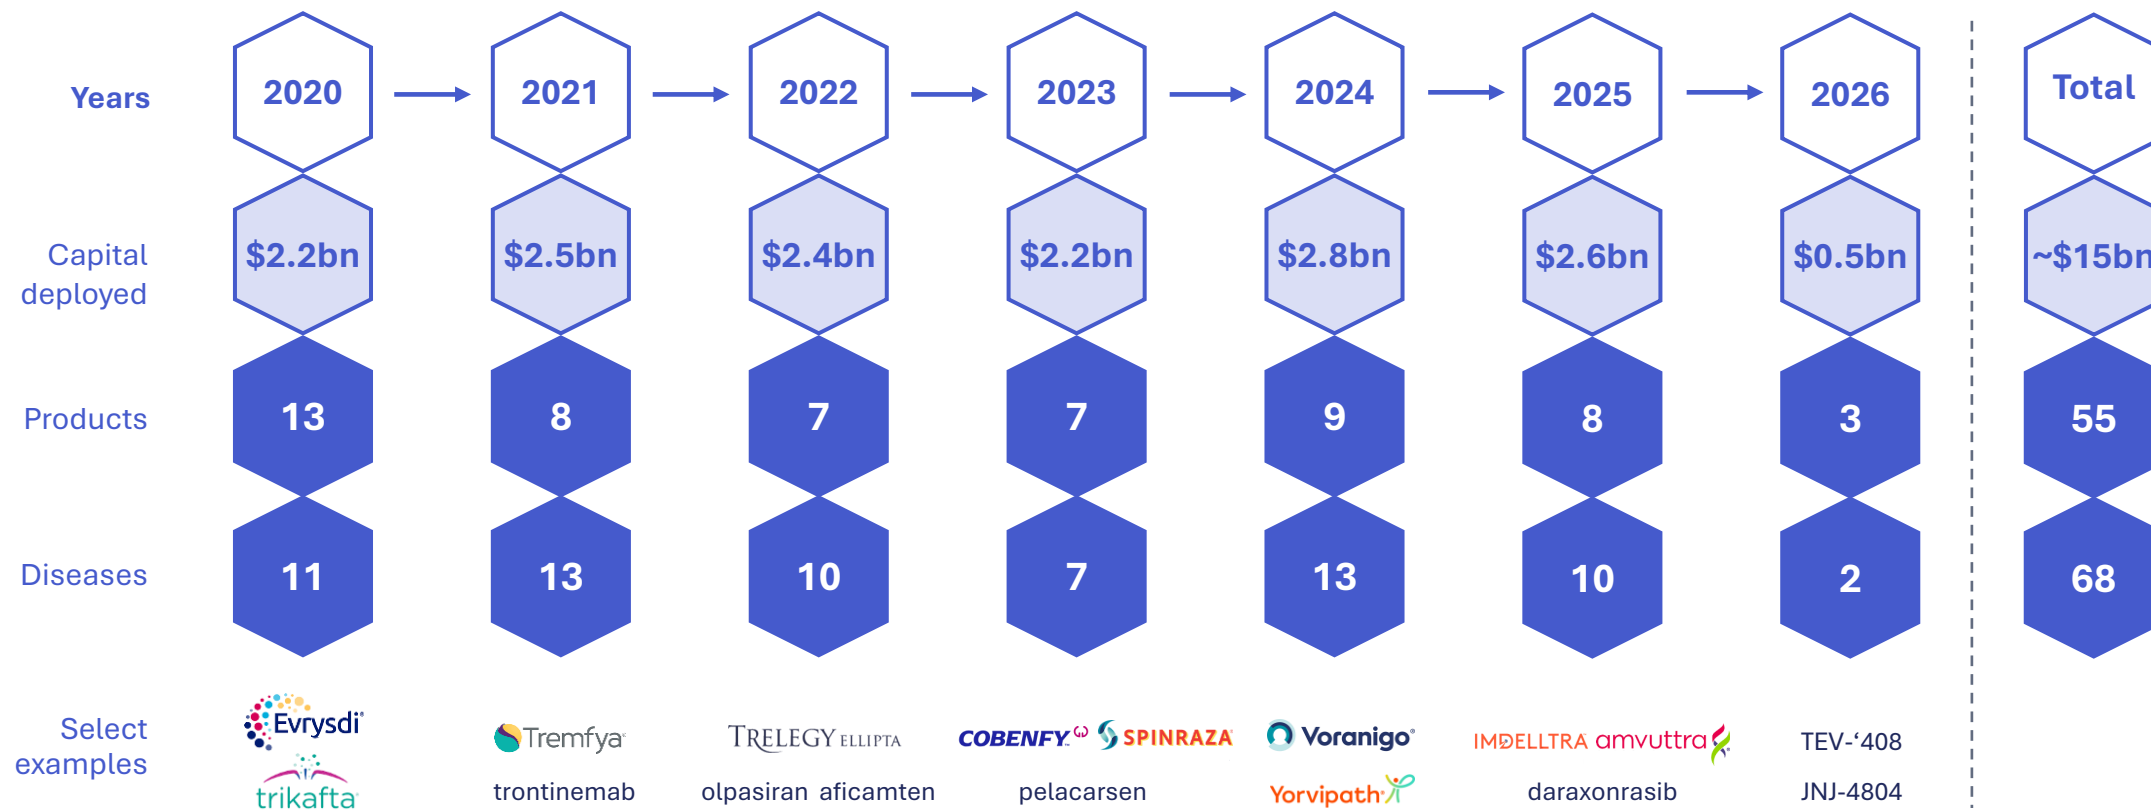 Years
2020
2021
2022
2023
2024
2025
2026
Total
Capital
deployed
$2.2bn
$2.5bn
$2.4bn
$2.2bn
$2.8bn
$2.6bn
$0.5bn
~$15bn
Products
13
8
7
7
9
8
3
55
Diseases
11
13
10
7
13
10
2
68
Select
examples
Evrysdi
trikafta
Tremfya
trontinemab
TRELEGY ELLIPTA
olpasiran aficamten
COBENFY
SPINRAZA
pelacarsen
Voranigo
Yorvipath
IMDELLTRA
amvuttra
daraxonrasib
TEV-‘408
JNJ-4804